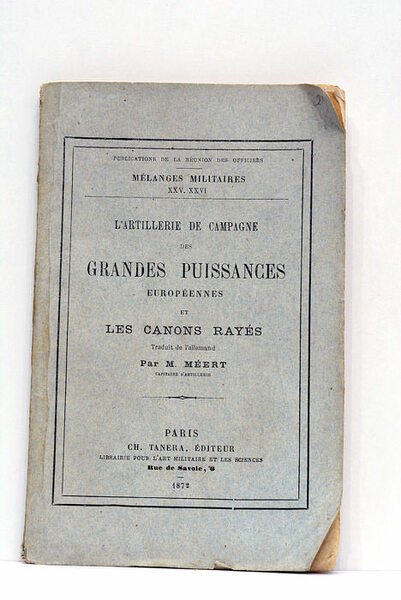 PUBLICATIONS DE LA RÉUNION DES OFFICIERS
MÉLANGES MILITAIRES
XXV. XXVI
L'ARTILLERIE DE CAMPAGNE
DES
GRANDES PUISSANCES
EUROPÉENNES
ET
LES CANONS RAYÉS
Traduit de l'allemand
Par M. MÉERT
CAPITAINE D'ARTILLERIE
PARIS
CH. TANERA, ÉDITEUR
LIBRAIRIE POUR L'ART MILITAIRE ET LES SCIENCES
Rue de Savoie, 6
1872